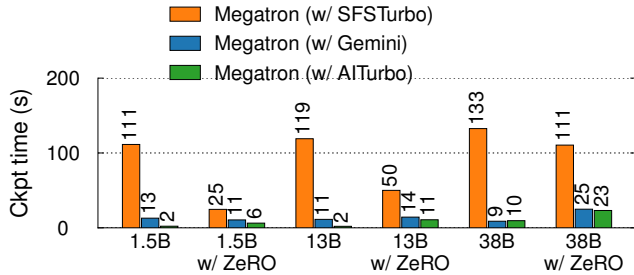 Megatron (w/ SFSTurbo)
Megatron (w/ Gemini)
Megatron (w/ AITurbo)
Ckpt time (s)
200
100
0
111 13 2
25 11 6
119 11 2
50 14 11
133 9 10
111 25 23
1.5B 1.5B 13B 13B 38B 38B
w/ ZeRO w/ ZeRO w/ ZeRO